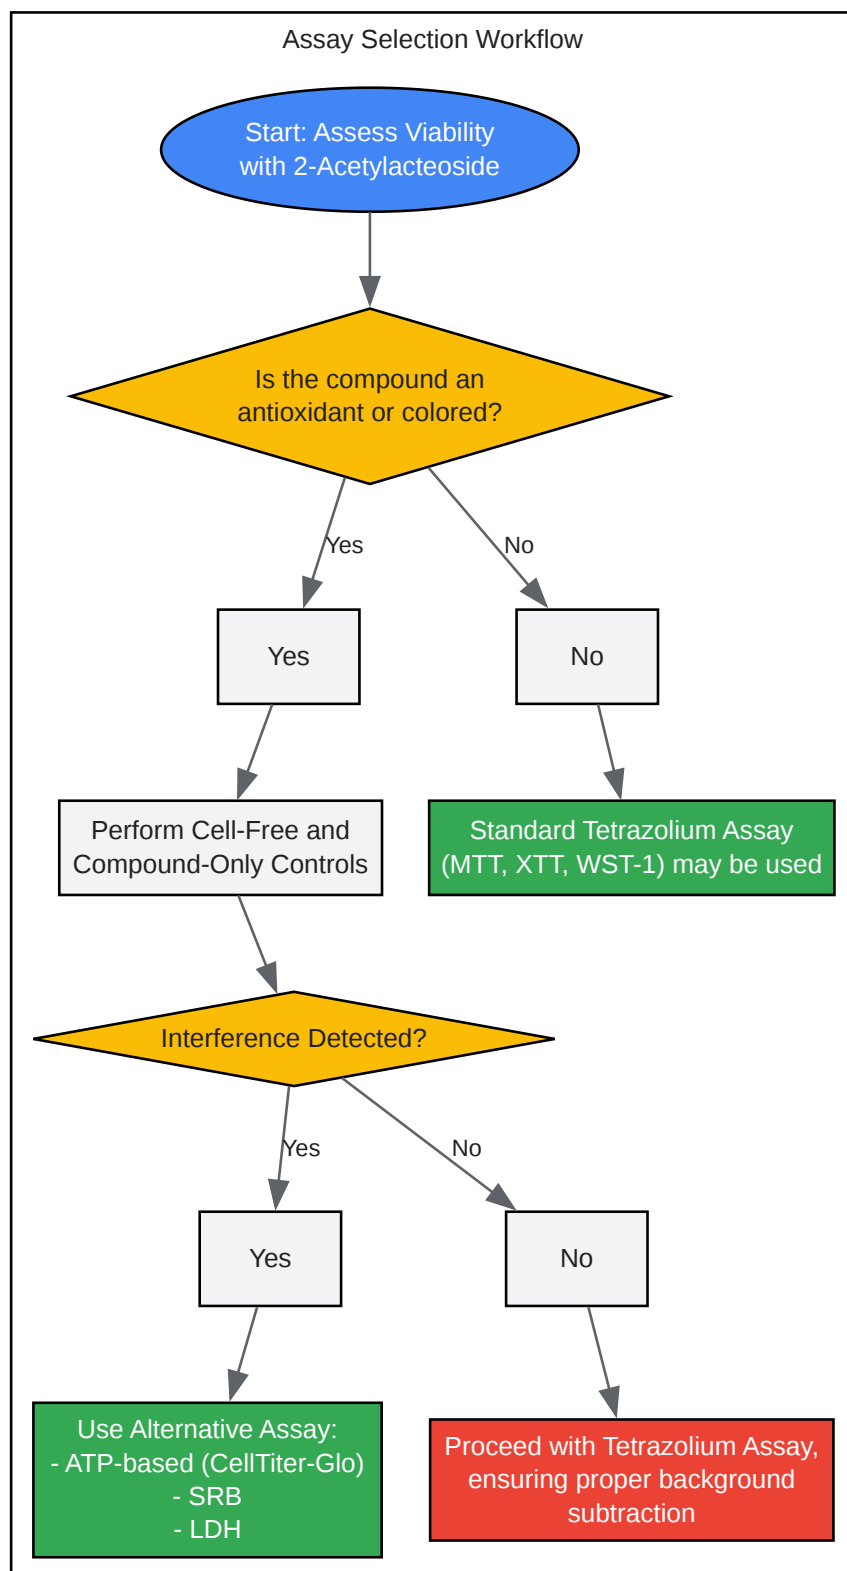 Assay Selection Workflow
Start: Assess Viability
with 2-Acetylacteoside
Is the compound an
antioxidant or colored?
Yes
No
Yes
No
Perform Cell-Free and
Compound-Only Controls
Standard Tetrazolium Assay
(MTT, XTT, WST-1) may be used
Interference Detected?
Yes
No
Yes
No
Use Alternative Assay:
- ATP-based (CellTiter-Glo)
- SRB
- LDH
Proceed with Tetrazolium Assay,
ensuring proper background
subtraction